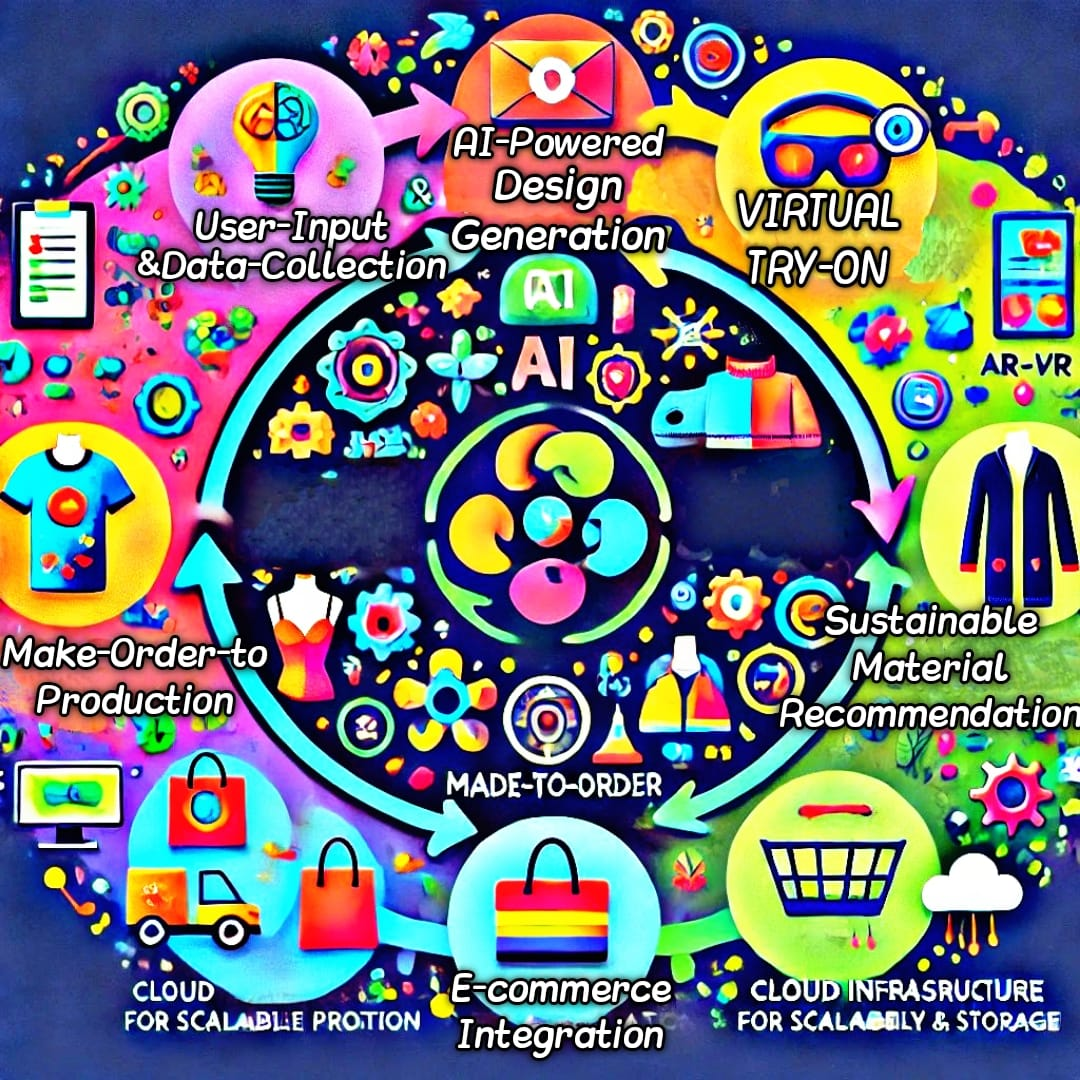 User-Input
&Data-Collection
AI-Powered
Design
Generation
VIRTUAL
TRY-ON
AI
AI
AR-VR
Make-Order-to
Production
Sustainable
Material
Recommendation
MADE-TO-ORDER
E-commerce
Integration
CLOUD
FOR SCALABLE PROTION
CLOUD INFRASRUCTURE
FOR SCALABELY & STORAGE